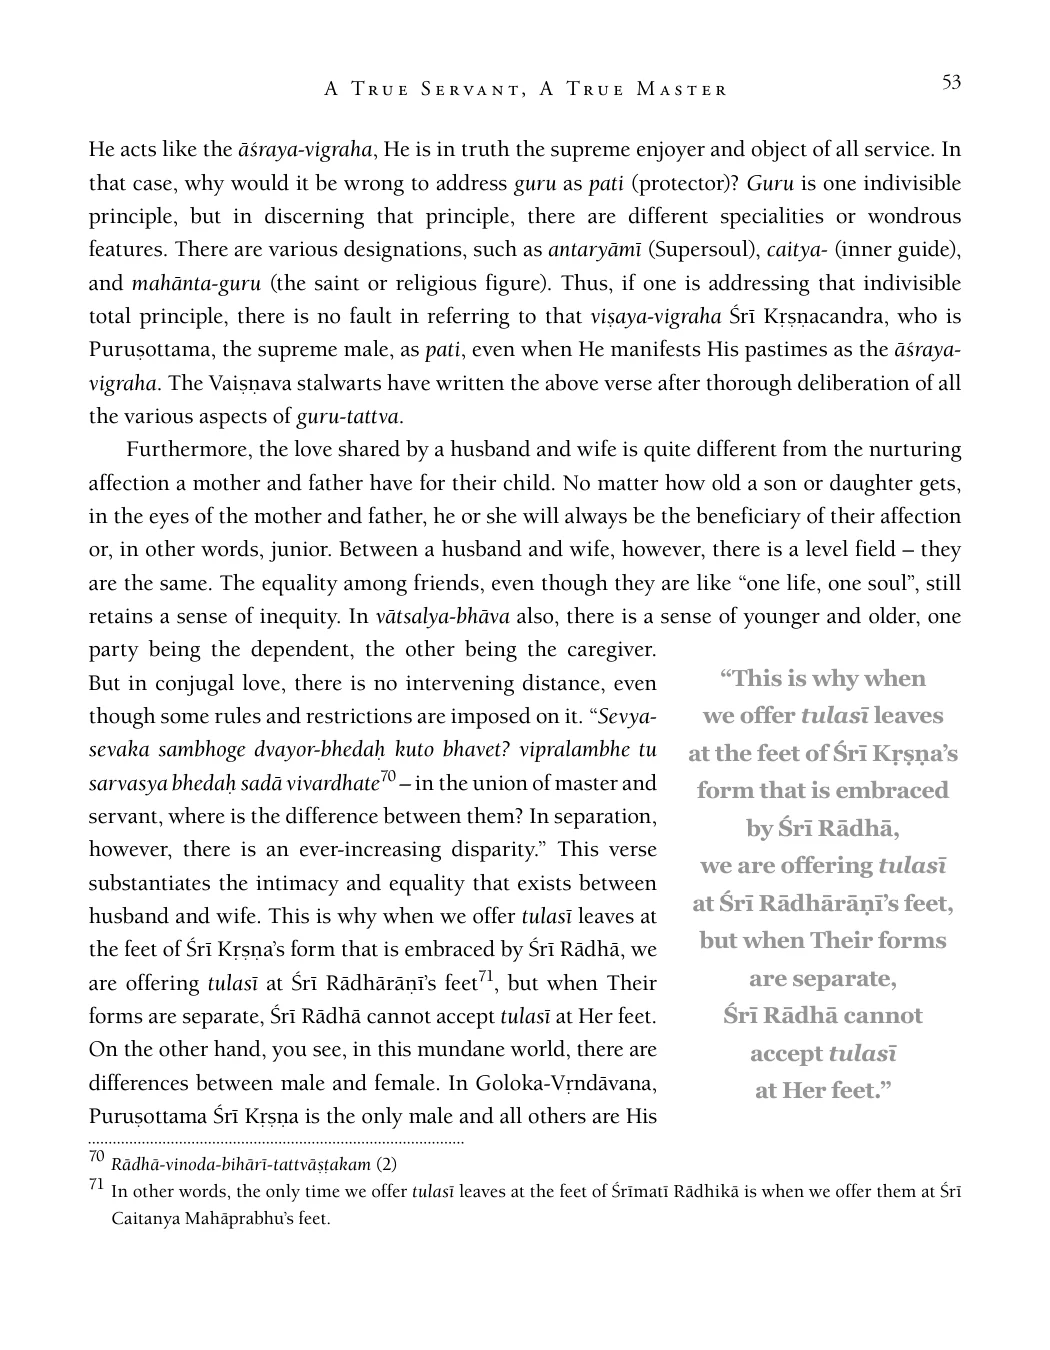 A True Servant, A True Master
53
He acts like the āśraya-vigraha, He is in truth the supreme enjoyer and object of all service. In
that case, why would it be wrong to address guru as pati (protector)? Guru is one indivisible
principle, but in discerning that principle, there are different specialities or wondrous
features. There are various designations, such as antaryāmī (Supersoul), caitya- (inner guide),
and mahānta-guru (the saint or religious figure). Thus, if one is addressing that indivisible
total principle, there is no fault in referring to that viṣaya-vigraha Śrī Kṛṣṇacandra, who is
Puruṣottama, the supreme male, as pati, even when He manifests His pastimes as the āśraya-
vigraha. The Vaiṣṇava stalwarts have written the above verse after thorough deliberation of all
the various aspects of guru-tattva.
Furthermore, the love shared by a husband and wife is quite different from the nurturing
affection a mother and father have for their child. No matter how old a son or daughter gets,
in the eyes of the mother and father, he or she will always be the beneficiary of their affection
or, in other words, junior. Between a husband and wife, however, there is a level field – they
are the same. The equality among friends, even though they are like “one life, one soul”, still
retains a sense of inequity. In vātsalya-bhāva also, there is a sense of younger and older, one
party being the dependent, the other being the caregiver.
But in conjugal love, there is no intervening distance, even
though some rules and restrictions are imposed on it. “Sevya-
sevaka sambhoge dvayor-bhedaḥ kuto bhavet? vipralambhe tu
sarvasya bhedaḥ sadā vivardhate70 – in the union of master and
servant, where is the difference between them? In separation,
however, there is an ever-increasing disparity.” This verse
substantiates the intimacy and equality that exists between
husband and wife. This is why when we offer tulasī leaves at
the feet of Śrī Kṛṣṇa’s form that is embraced by Śrī Rādhā, we
are offering tulasī at Śrī Rādhārāṇī’s feet71, but when Their
forms are separate, Śrī Rādhā cannot accept tulasī at Her feet.
On the other hand, you see, in this mundane world, there are
differences between male and female. In Goloka-Vṛndāvana,
Puruṣottama Śrī Kṛṣṇa is the only male and all others are His
“This is why when
we offer tulasī leaves
at the feet of Śrī Kṛṣṇa’s
form that is embraced
by Śrī Rādhā,
we are offering tulasī
at Śrī Rādhārāṇī’s feet,
but when Their forms
are separate,
Śrī Rādhā cannot
accept tulasī
at Her feet.”
70 Rādhā-vinoda-bihārī-tattvāṣṭakam (2)
71 In other words, the only time we offer tulasī leaves at the feet of Śrīmatī Rādhikā is when we offer them at Śrī
Caitanya Mahāprabhu’s feet.